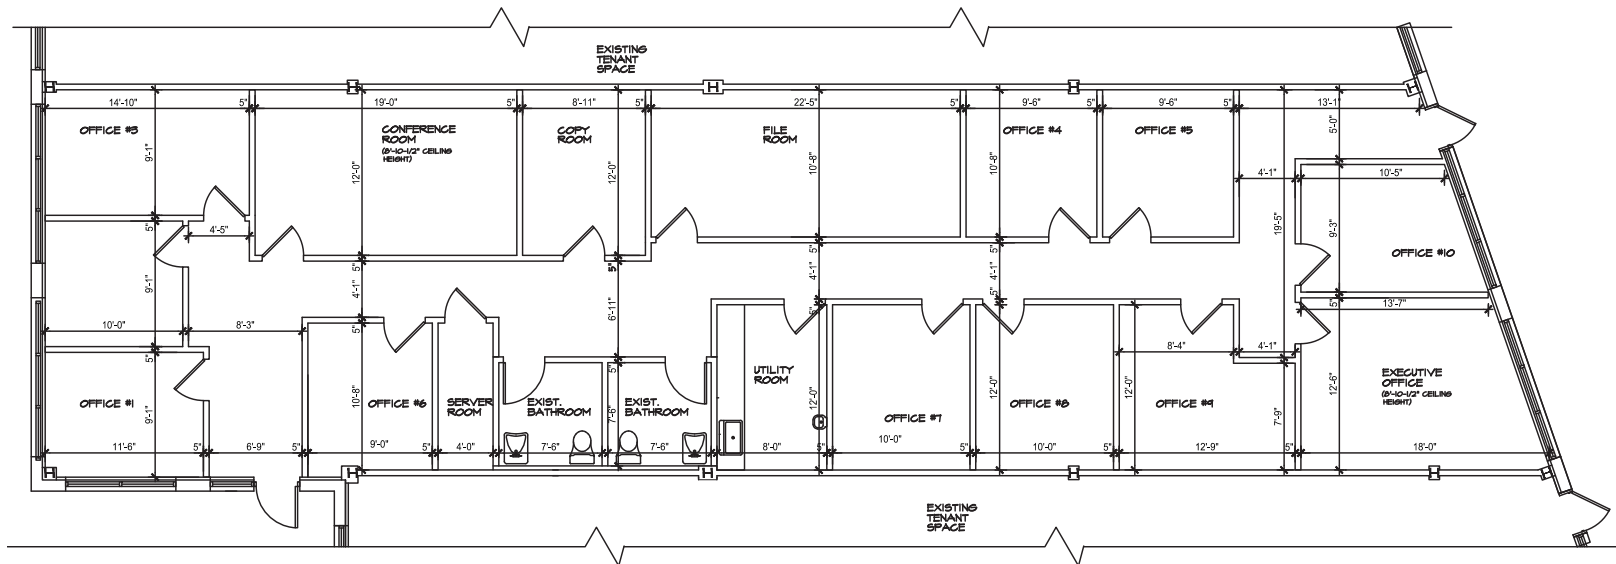 EXISTING
TENANT
SPACE
14'-10"
5"
19'-0"
5"
8'-11"
5"
22'-5"
5"
9'-6"
5"
9'-6"
5"
13'-1"
OFFICE #3
CONFERENCE
ROOM
(8'-10-1/2" CEILING
HEIGHT)
COPY
ROOM
FILE
ROOM
OFFICE #4
OFFICE #5
5'-0"
9'-1"
12'-0"
12'-0"
10'-8"
10'-8"
4'-1"
10'-5"
5"
4'-5"
19'-5"
9'-3"
OFFICE #10
5"
5"
5"
5"
9'-1"
4'-1"
6'-11"
4'-1"
4'-1"
5"
5"
13'-7"
10'-0"
8'-3"
5"
5"
5"
5"
8'-4"
4'-1"
OFFICE #1
9'-1"
10'-8"
OFFICE #6
SERVER
ROOM
EXIST.
BATHROOM
EXIST.
BATHROOM
7'-6"
UTILITY
ROOM
12'-0"
OFFICE #7
12'-0"
OFFICE #8
12'-0"
OFFICE #9
7'-9"
12'-6"
EXECUTIVE
OFFICE
(8'-10-1/2" CEILING
HEIGHT)
11'-6"
5"
6'-9"
5"
9'-0"
5"
4'-0"
5"
7'-6"
5"
7'-6"
5"
8'-0"
5"
10'-0"
5"
10'-0"
5"
12'-9"
5"
18'-0"
EXISTING
TENANT
SPACE